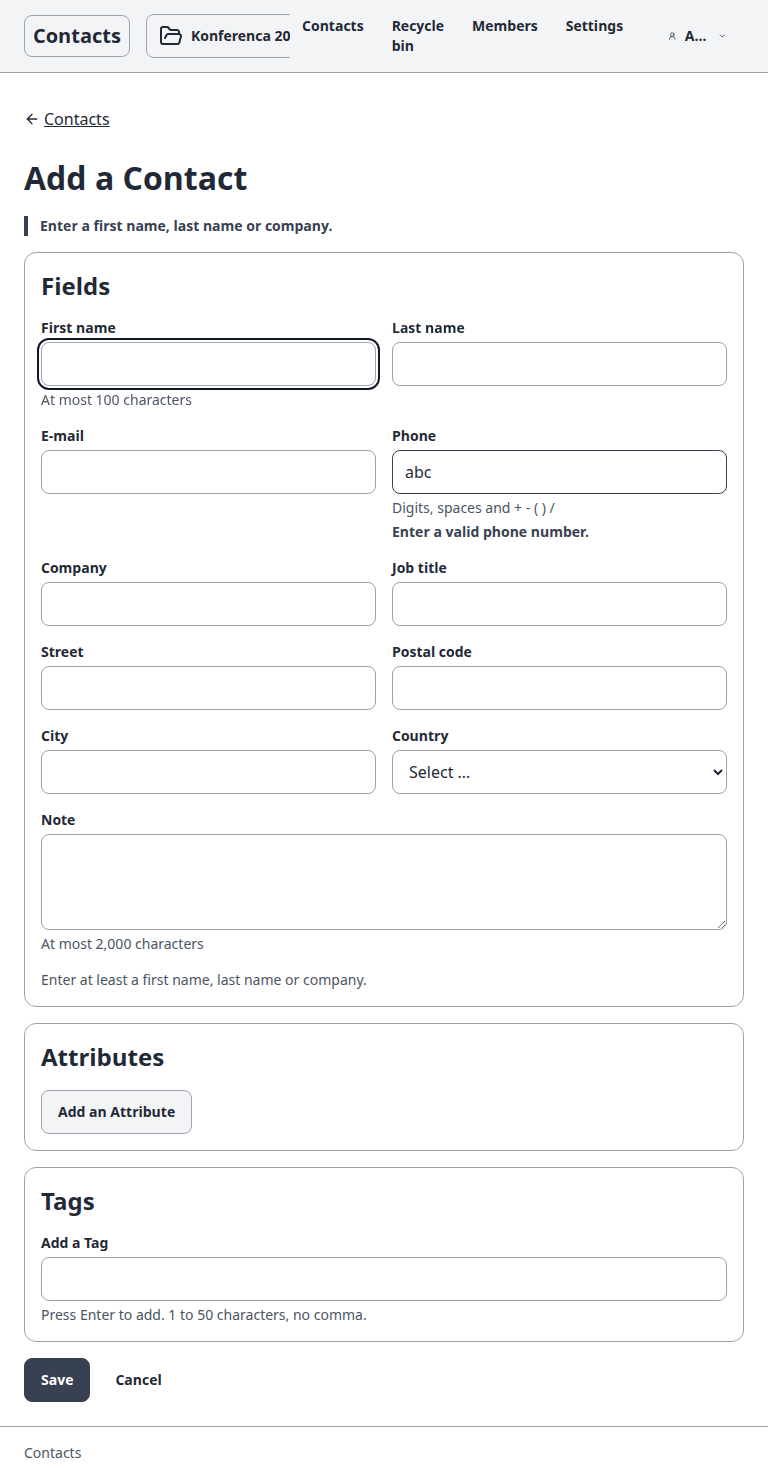 Contacts
Konferenca 20
Contacts
Recycle
bin
Members
Settings
A...
Contacts
Add a Contact
Enter a first name, last name or company.
Fields
First name
Last name
At most 100 characters
E-mail
Phone
abc
Digits, spaces and + - ( ) /
Enter a valid phone number.
Company
Job title
Street
Postal code
City
Country
Select ...
Note
At most 2,000 characters
Enter at least a first name, last name or company.
Attributes
Add an Attribute
Tags
Add a Tag
Press Enter to add. 1 to 50 characters, no comma.
Save
Cancel
Contacts